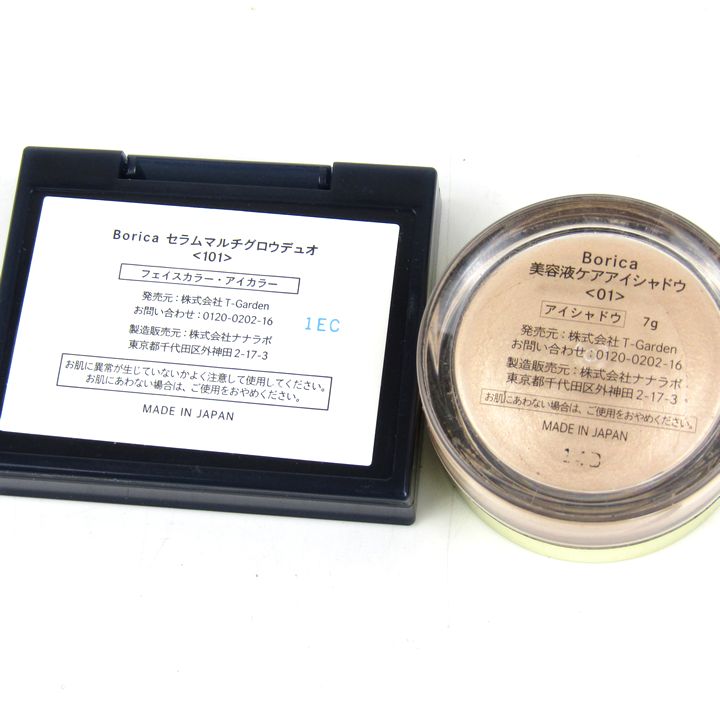 Borica セラムマルチグロウデュオ
<101>
フェイスカラー・アイカラー
発売元：株式会社T-Garden
お問い合わせ：0120-0202-16
1EC
製造販売元：株式会社ナナラボ
東京都千代田区外神田2-17-3
お肌に異常が生じていないかよく注意して使用してください。
お肌にあわない場合は、ご使用をおやめください。
MADE IN JAPAN
Borica
美容液ケアアイシャドウ
<01>
アイシャドウ 7g
発売元：株式会社T-Garden
お問い合わせ：0120-0202-16
製造販売元：株式会社ナナラボ
東京都千代田区外神田2-17-3
お肌にあわない場合は、ご使用をおやめください。
MADE IN JAPAN